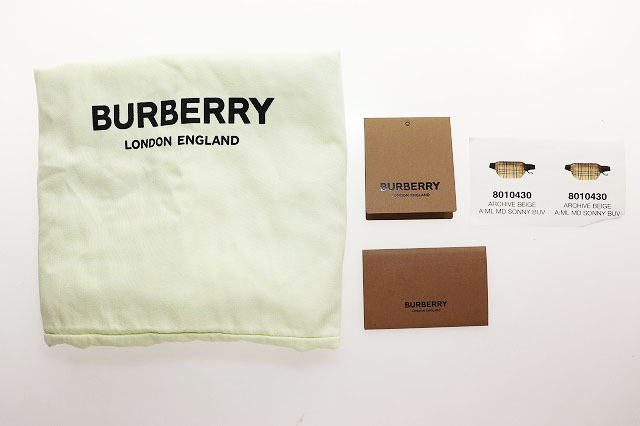 BURBERRY
LONDON ENGLAND
BURBERRY
LONDON ENGLAND
8010430
ARCHIVE BEIGE
A:ML MD SONNY BUV
8010430
ARCHIVE BEIGE
A:ML MD SONNY BUV
BURBERRY
LONDON ENGLAND